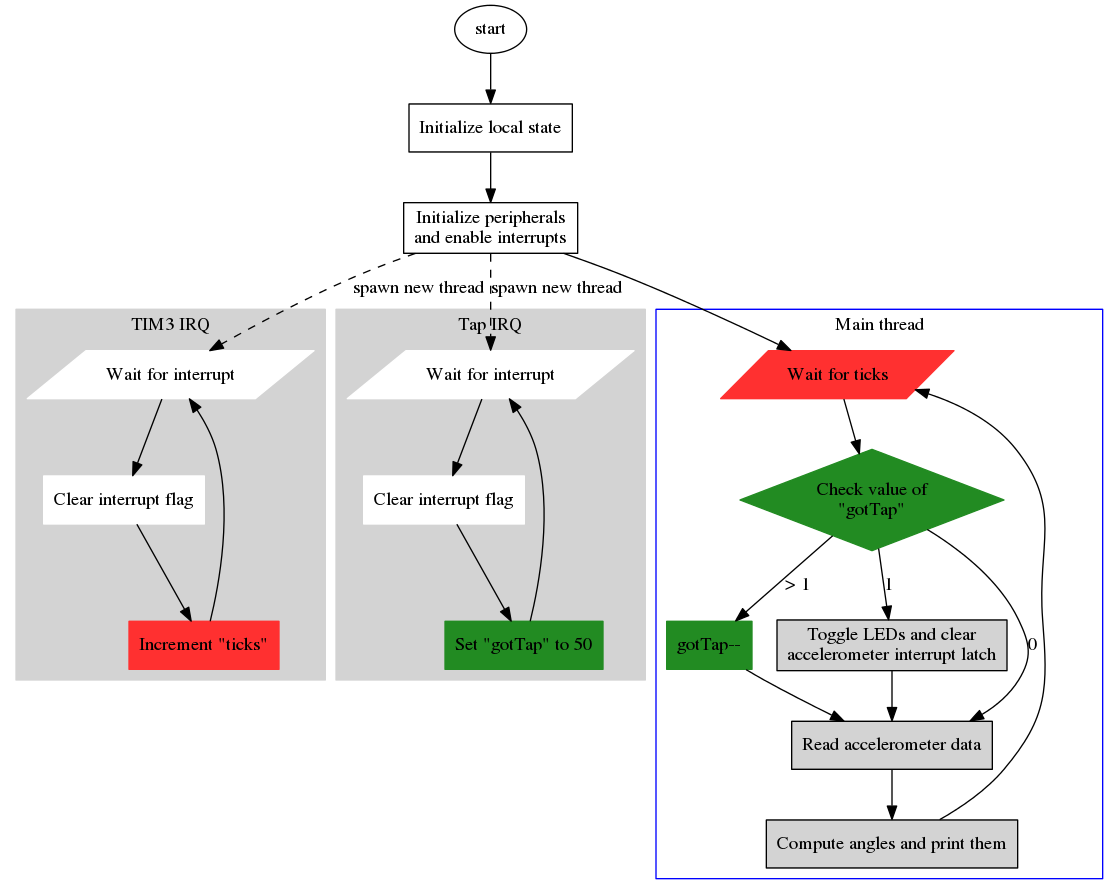 start
Initialize local state
Initialize peripherals
and enable interrupts
spawn new thread
spawn new thread
TIM3 IRQ
Wait for interrupt
Clear interrupt flag
Increment "ticks"
Tap IRQ
Wait for interrupt
Clear interrupt flag
Set "gotTap" to 50
Main thread
Wait for ticks
Check value of
"gotTap"
> 1
1
0
gotTap--
Toggle LEDs and clear
accelerometer interrupt latch
Read accelerometer data
Compute angles and print them